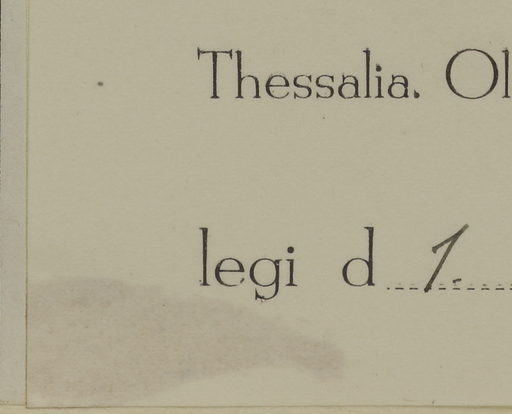 Thessalia. Ol
legi d 1.